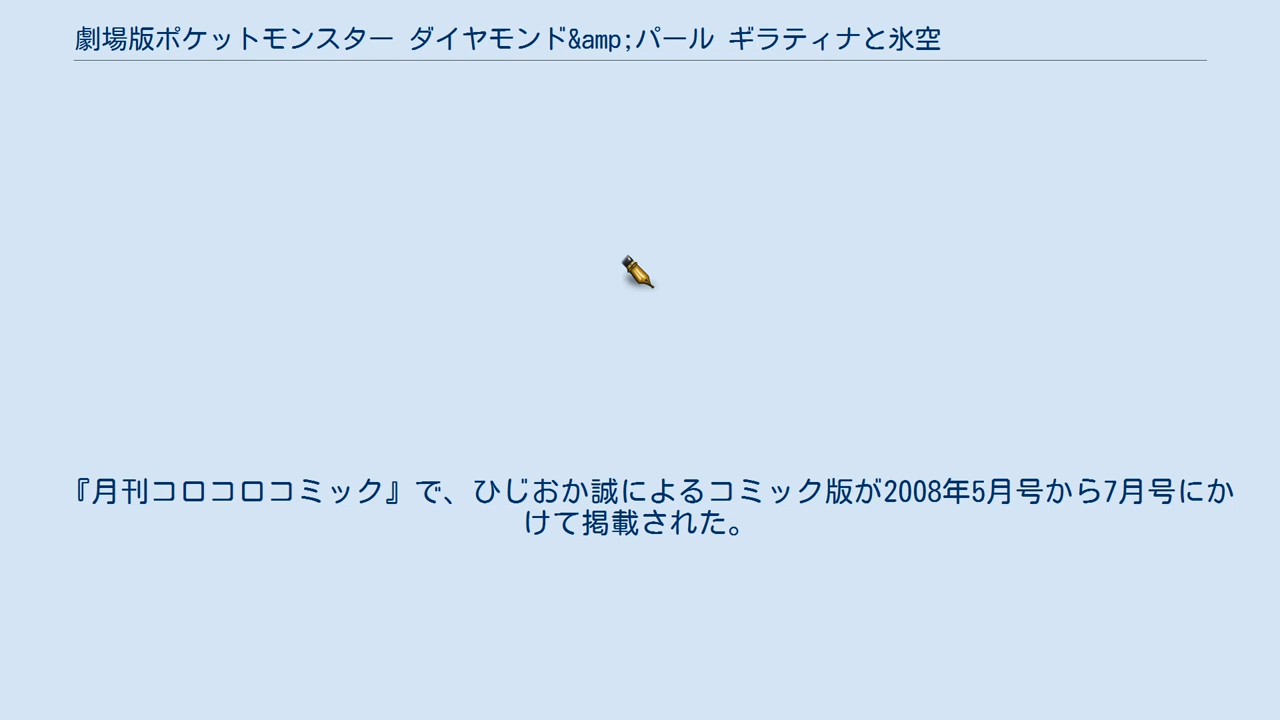 劇場版ポケットモンスター ダイヤモンド&amp;パール ギラティナと氷空
『月刊コロコロコミック』で、ひじおか誠によるコミック版が2008年5月号から7月号にか
けて掲載された。